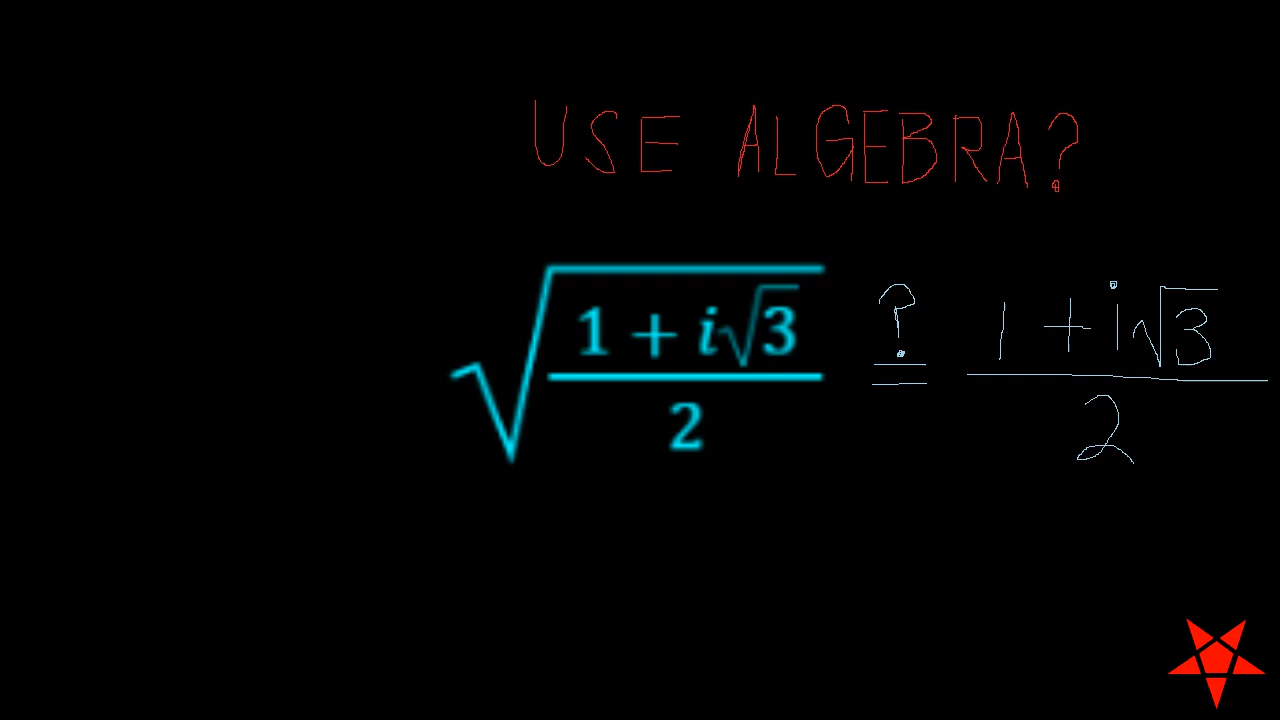 USE ALGEBRA?
√((1 + i√3)/2) ?= (1 + i√3)/2